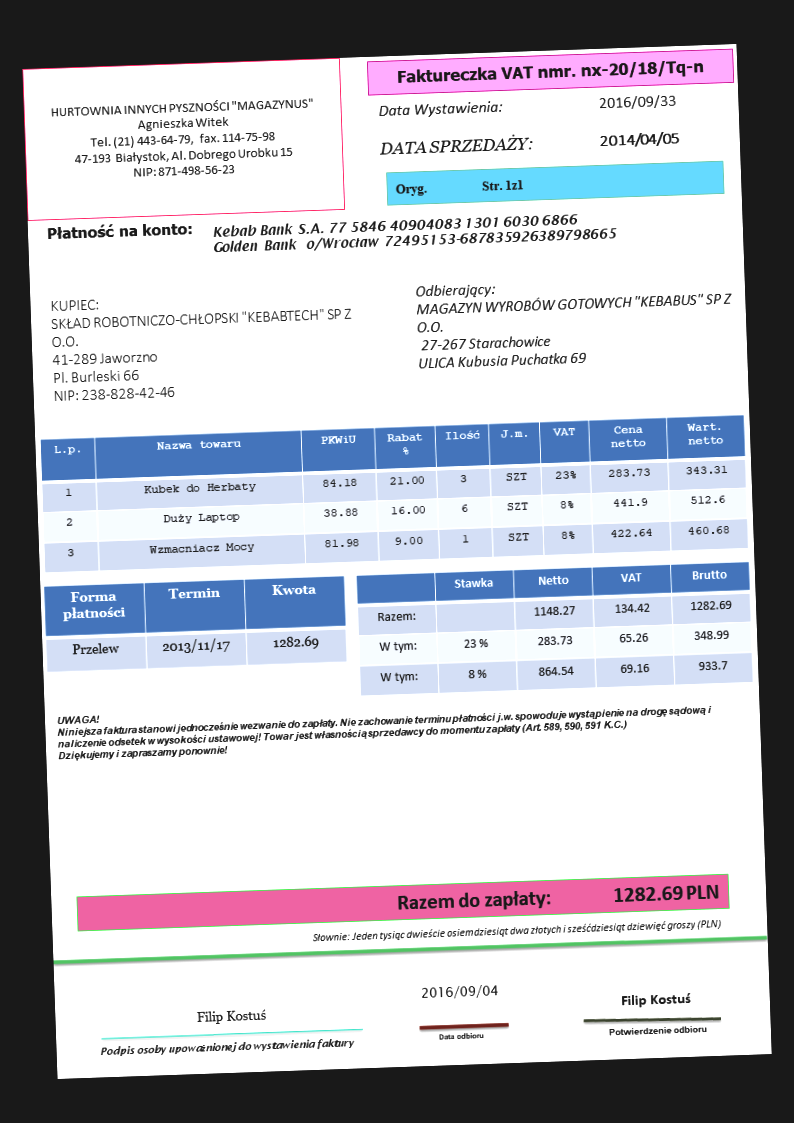 HURTOWNIA INNYCH PYSZNOŚCI "MAGAZYNUS"
Agnieszka Witek
Tel. (21) 443-64-79, fax. 114-75-98
47-193 Białystok, Al. Dobrego Urobku 15
NIP: 871-498-56-23
Faktureczka VAT nmr. nx-20/18/Tq-n
Data Wystawienia: 2016/09/33
DATA SPRZEDAŻY: 2014/04/05
Oryg. Str. 1z1
Płatność na konto: Kebab Bank S.A. 77 5846 40904083 1301 6030 6866
Golden Bank o/Wrocław 72495153-687835926389798665
KUPIEC:
SKŁAD ROBOTNICZO-CHŁOPSKI "KEBABTECH" SP Z
O.O.
41-289 Jaworzno
Pl. Burleski 66
NIP: 238-828-42-46
Odbierający:
MAGAZYN WYROBÓW GOTOWYCH "KEBABUS" SP Z
O.O.
27-267 Starachowice
ULICA Kubusia Puchatka 69
L.p. Nazwa towaru PKWiU Rabat % Ilość J.m. VAT Cena netto Wart. netto
1 Kubek do Herbaty 84.18 21.00 3 SZT 23% 283.73 343.31
2 Duży Laptop 38.88 16.00 6 SZT 8% 441.9 512.6
3 Wzmacniacz Mocy 81.98 9.00 1 SZT 8% 422.64 460.68
Forma płatności Termin Kwota
Przelew 2013/11/17 1282.69
Stawka Netto VAT Brutto
Razem: 1148.27 134.42 1282.69
W tym: 23 % 283.73 65.26 348.99
W tym: 8 % 864.54 69.16 933.7
UWAGA!
Niniejsza faktura stanowi jednocześnie wezwanie do zapłaty. Nie zachowanie terminu płatności j.w. spowoduje wystąpienie na drogę sądową i
naliczenie odsetek w wysokości ustawowej! Towar jest własnością sprzedawcy do momentu zapłaty (Art. 589, 590, 591 K.C.)
Dziękujemy i zapraszamy ponownie!
Razem do zapłaty: 1282.69 PLN
Słownie: Jeden tysiąc dwieście osiemdziesiąt dwa złotych i sześćdziesiąt dziewięć groszy (PLN)
Filip Kostuś
Podpis osoby upoważnionej do wystawienia faktury
2016/09/04
Data odbioru
Filip Kostuś
Potwierdzenie odbioru